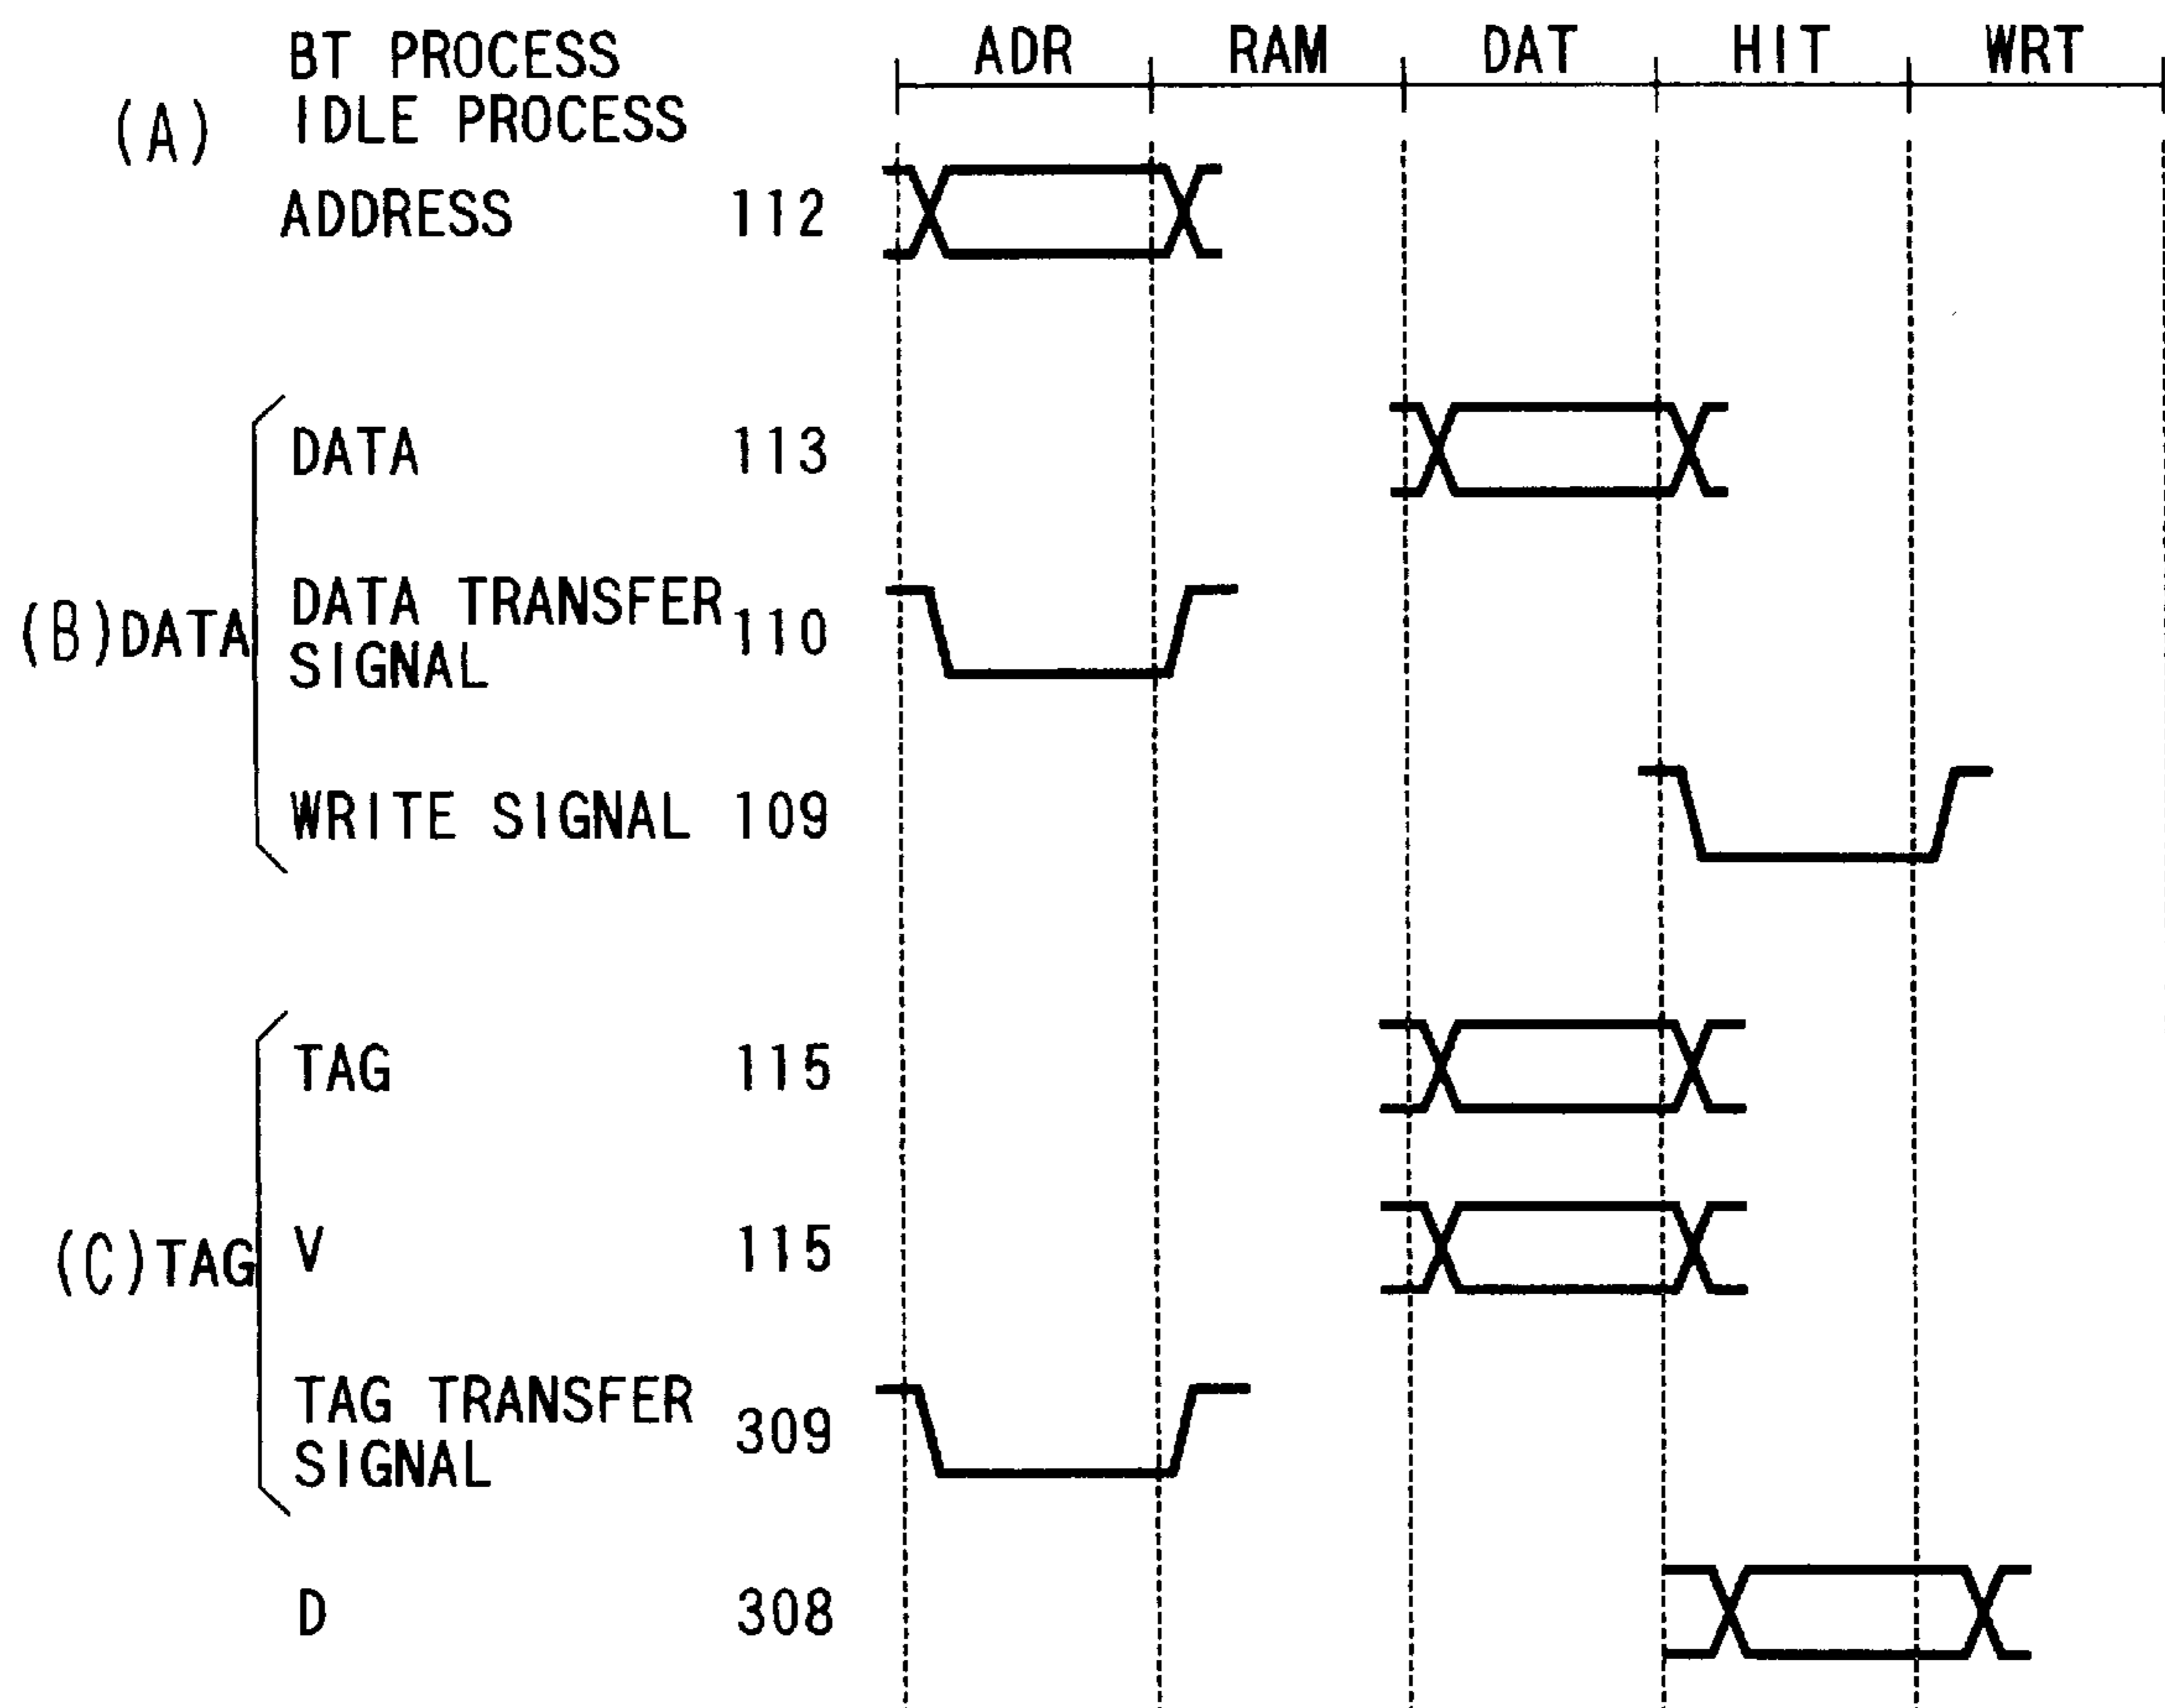 BT PROCESS ADR RAM DAT HIT WRT
(A) IDLE PROCESS
ADDRESS 112
DATA 113
(B)DATA DATA TRANSFER SIGNAL 110
WRITE SIGNAL 109
TAG 115
(C)TAG V 115
TAG TRANSFER SIGNAL 309
D 308